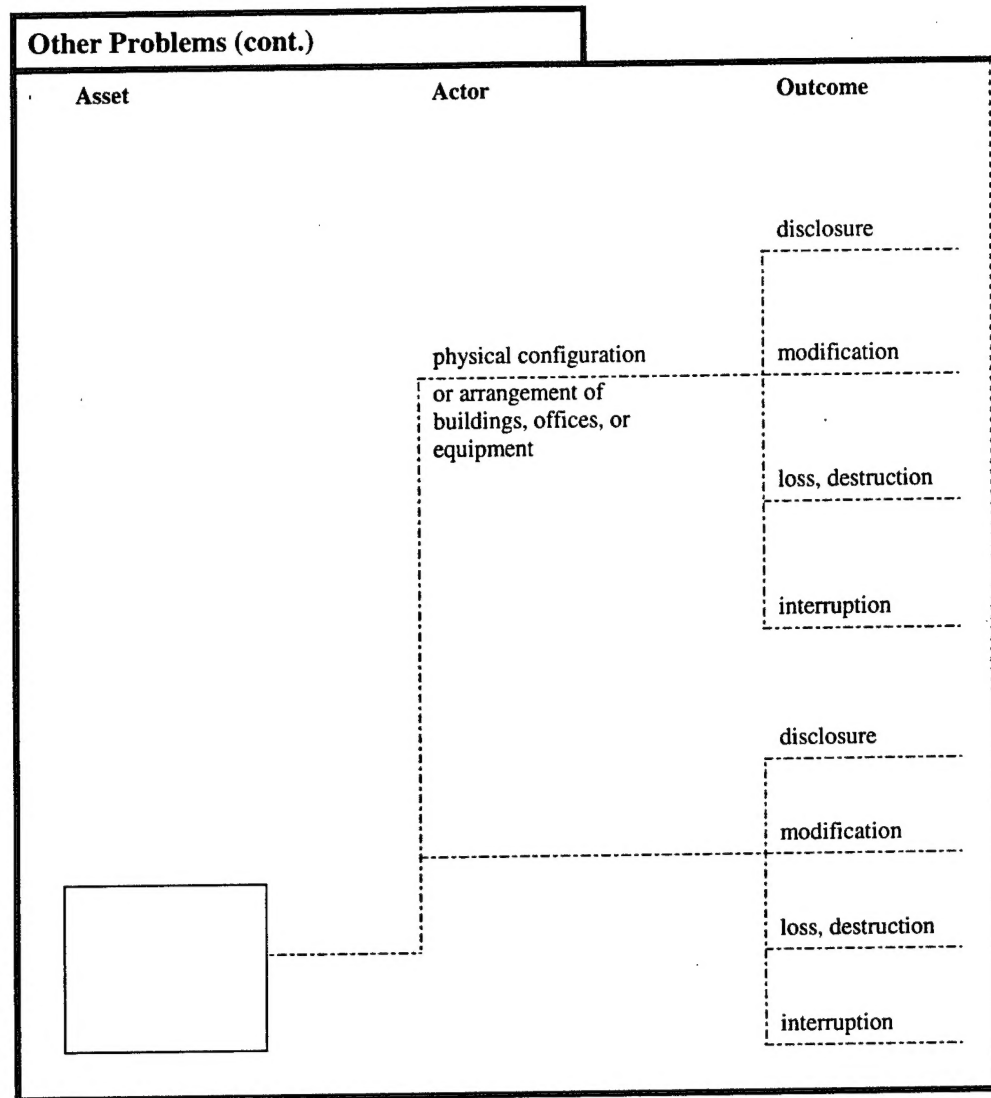 Other Problems (cont.)
Asset Actor Outcome
disclosure
physical configuration
or arrangement of
buildings, offices, or
equipment
modification
loss, destruction
interruption
disclosure
modification
loss, destruction
interruption